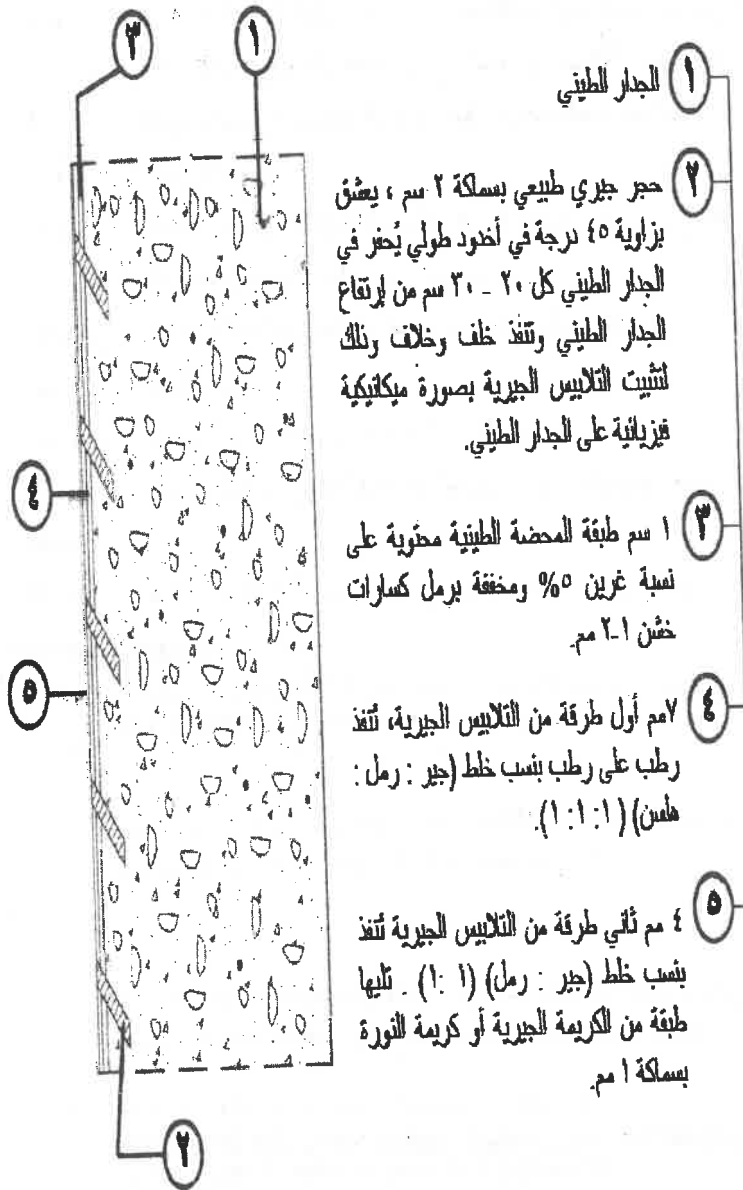 ٣ ١
١ الجدار الطيني
٢ حجر جيري طبيعي بسماكة ٢ سم ، يعشق
بزاوية ٤٥ درجة في أخدود طولي يُحفر في
الجدار الطيني كل ٢٠ - ٣٠ سم من إرتفاع
الجدار الطيني وتنفذ خلف وخلاف وذلك
لتثبيت التلابيس الجيرية بصورة ميكانيكية
فيزيائية على الجدار الطيني.
٣ ١ سم طبقة المحضة الطينية محتوية على
نسبة غرين ٥% ومخففة برمل كسارات
خشن ١-٢ مم.
٤ ٧مم أول طرقة من التلابيس الجيرية، تنفذ
رطب على رطب بنسب خلط (جير : رمل :
هاسن) (١ : ١ : ١).
٥ ٤ مم ثاني طرقة من التلابيس الجيرية تنفذ
بنسب خلط (جير : رمل) (١ : ١) . تليها
طبقة من الكريمة الجيرية أو كريمة النورة
بسماكة ١ مم.
٤
٥
٢